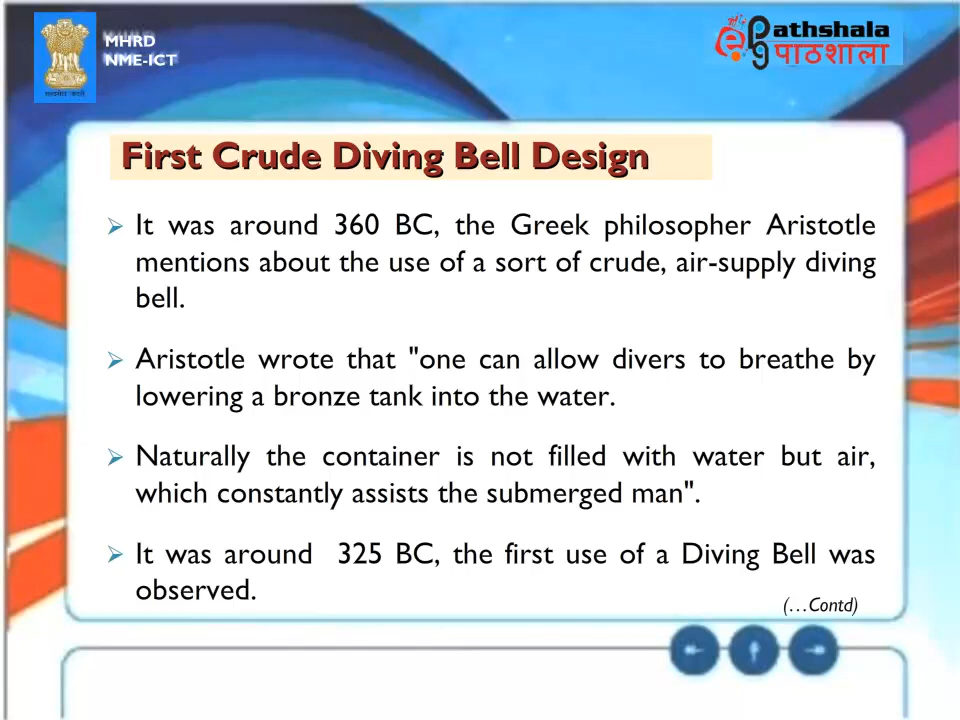 MHRD
NME-ICT
ePG athshala
पाठशाला
First Crude Diving Bell Design
It was around 360 BC, the Greek philosopher Aristotle
mentions about the use of a sort of crude, air-supply diving
bell.
Aristotle wrote that "one can allow divers to breathe by
lowering a bronze tank into the water.
Naturally the container is not filled with water but air,
which constantly assists the submerged man".
It was around 325 BC, the first use of a Diving Bell was
observed.
(…Contd)